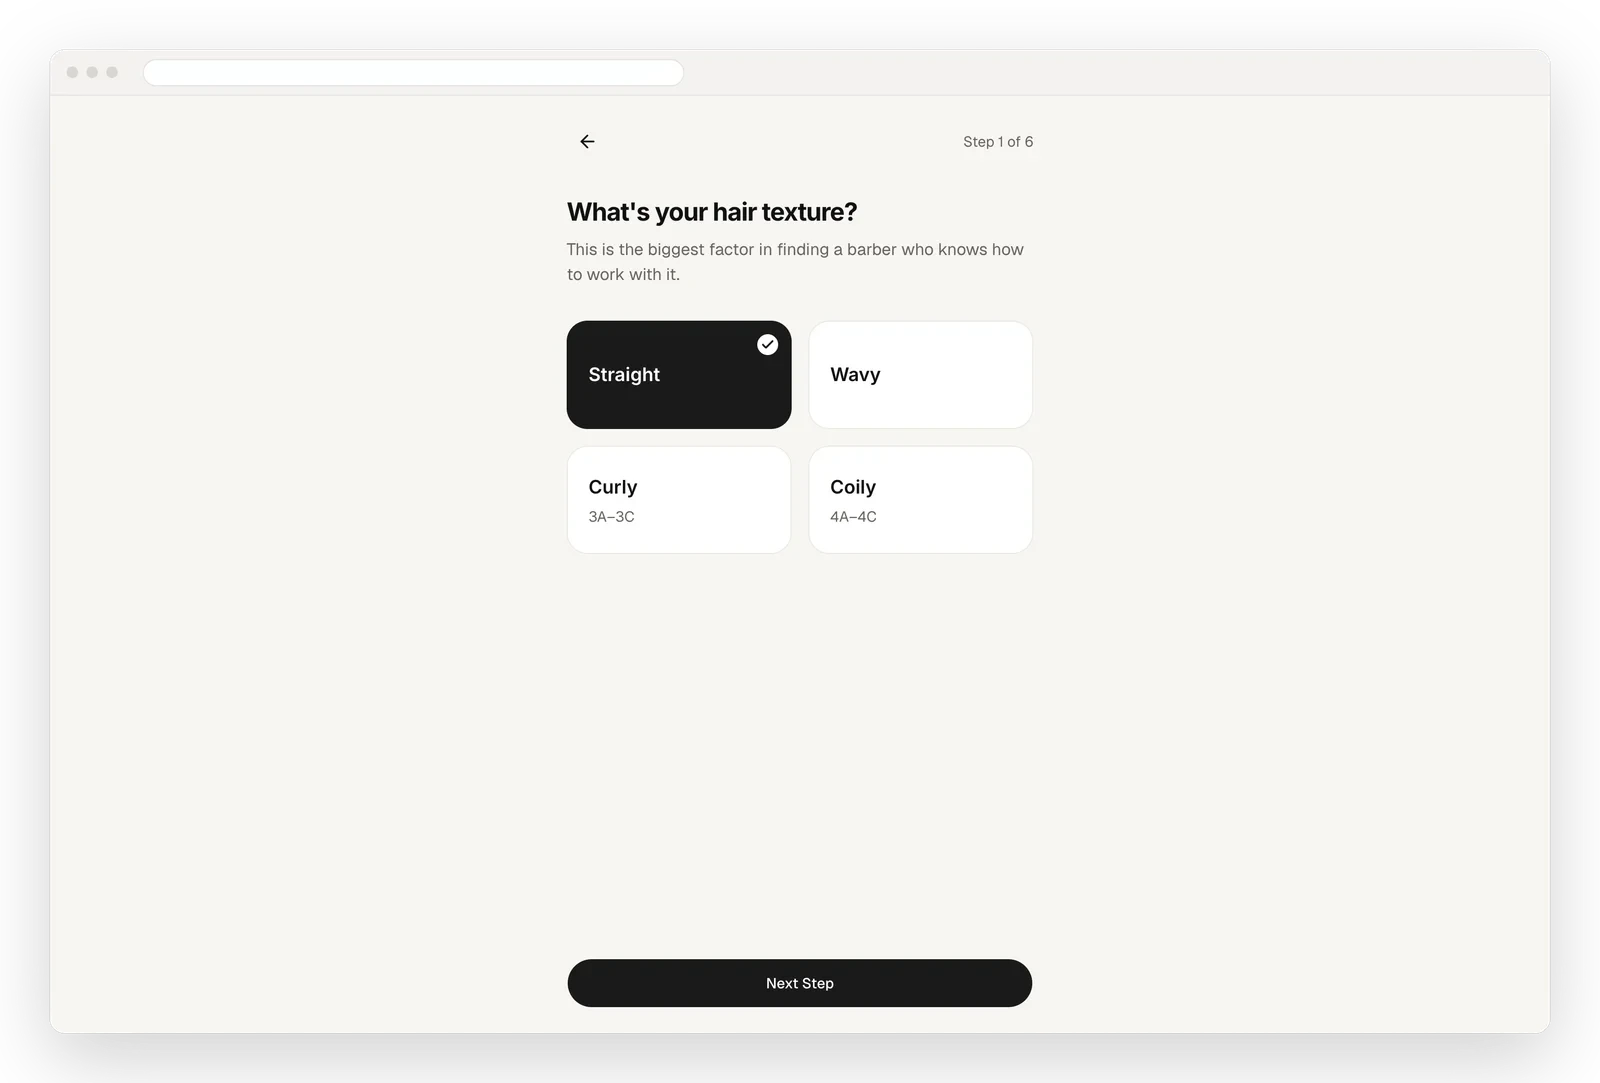 Step 1 of 6
What's your hair texture?
This is the biggest factor in finding a barber who knows how
to work with it.
Straight
Wavy
Curly
3A–3C
Coily
4A–4C
Next Step